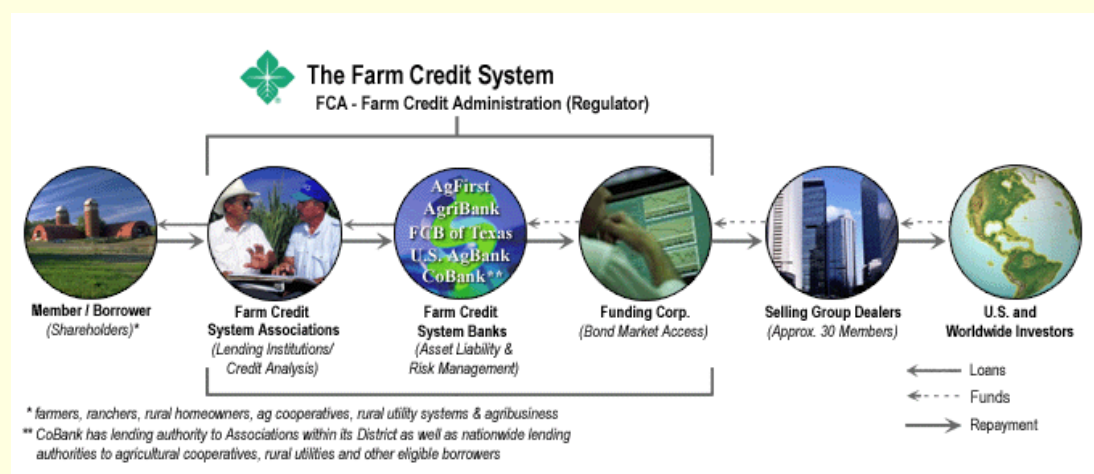 The Farm Credit System
FCA - Farm Credit Administration (Regulator)
AgFirst
AgriBank
FCB of Texas
U.S. AgBank
CoBank**
Member / Borrower
(Shareholders)*
Farm Credit
System Associations
(Lending Institutions/
Credit Analysis)
Farm Credit
System Banks
(Asset Liability &
Risk Management)
Funding Corp.
(Bond Market Access)
Selling Group Dealers
(Approx. 30 Members)
U.S. and
Worldwide Investors
Loans
Funds
Repayment
* farmers, ranchers, rural homeowners, ag cooperatives, rural utility systems & agribusiness
** CoBank has lending authority to Associations within its District as well as nationwide lending
authorities to agricultural cooperatives, rural utilities and other eligible borrowers